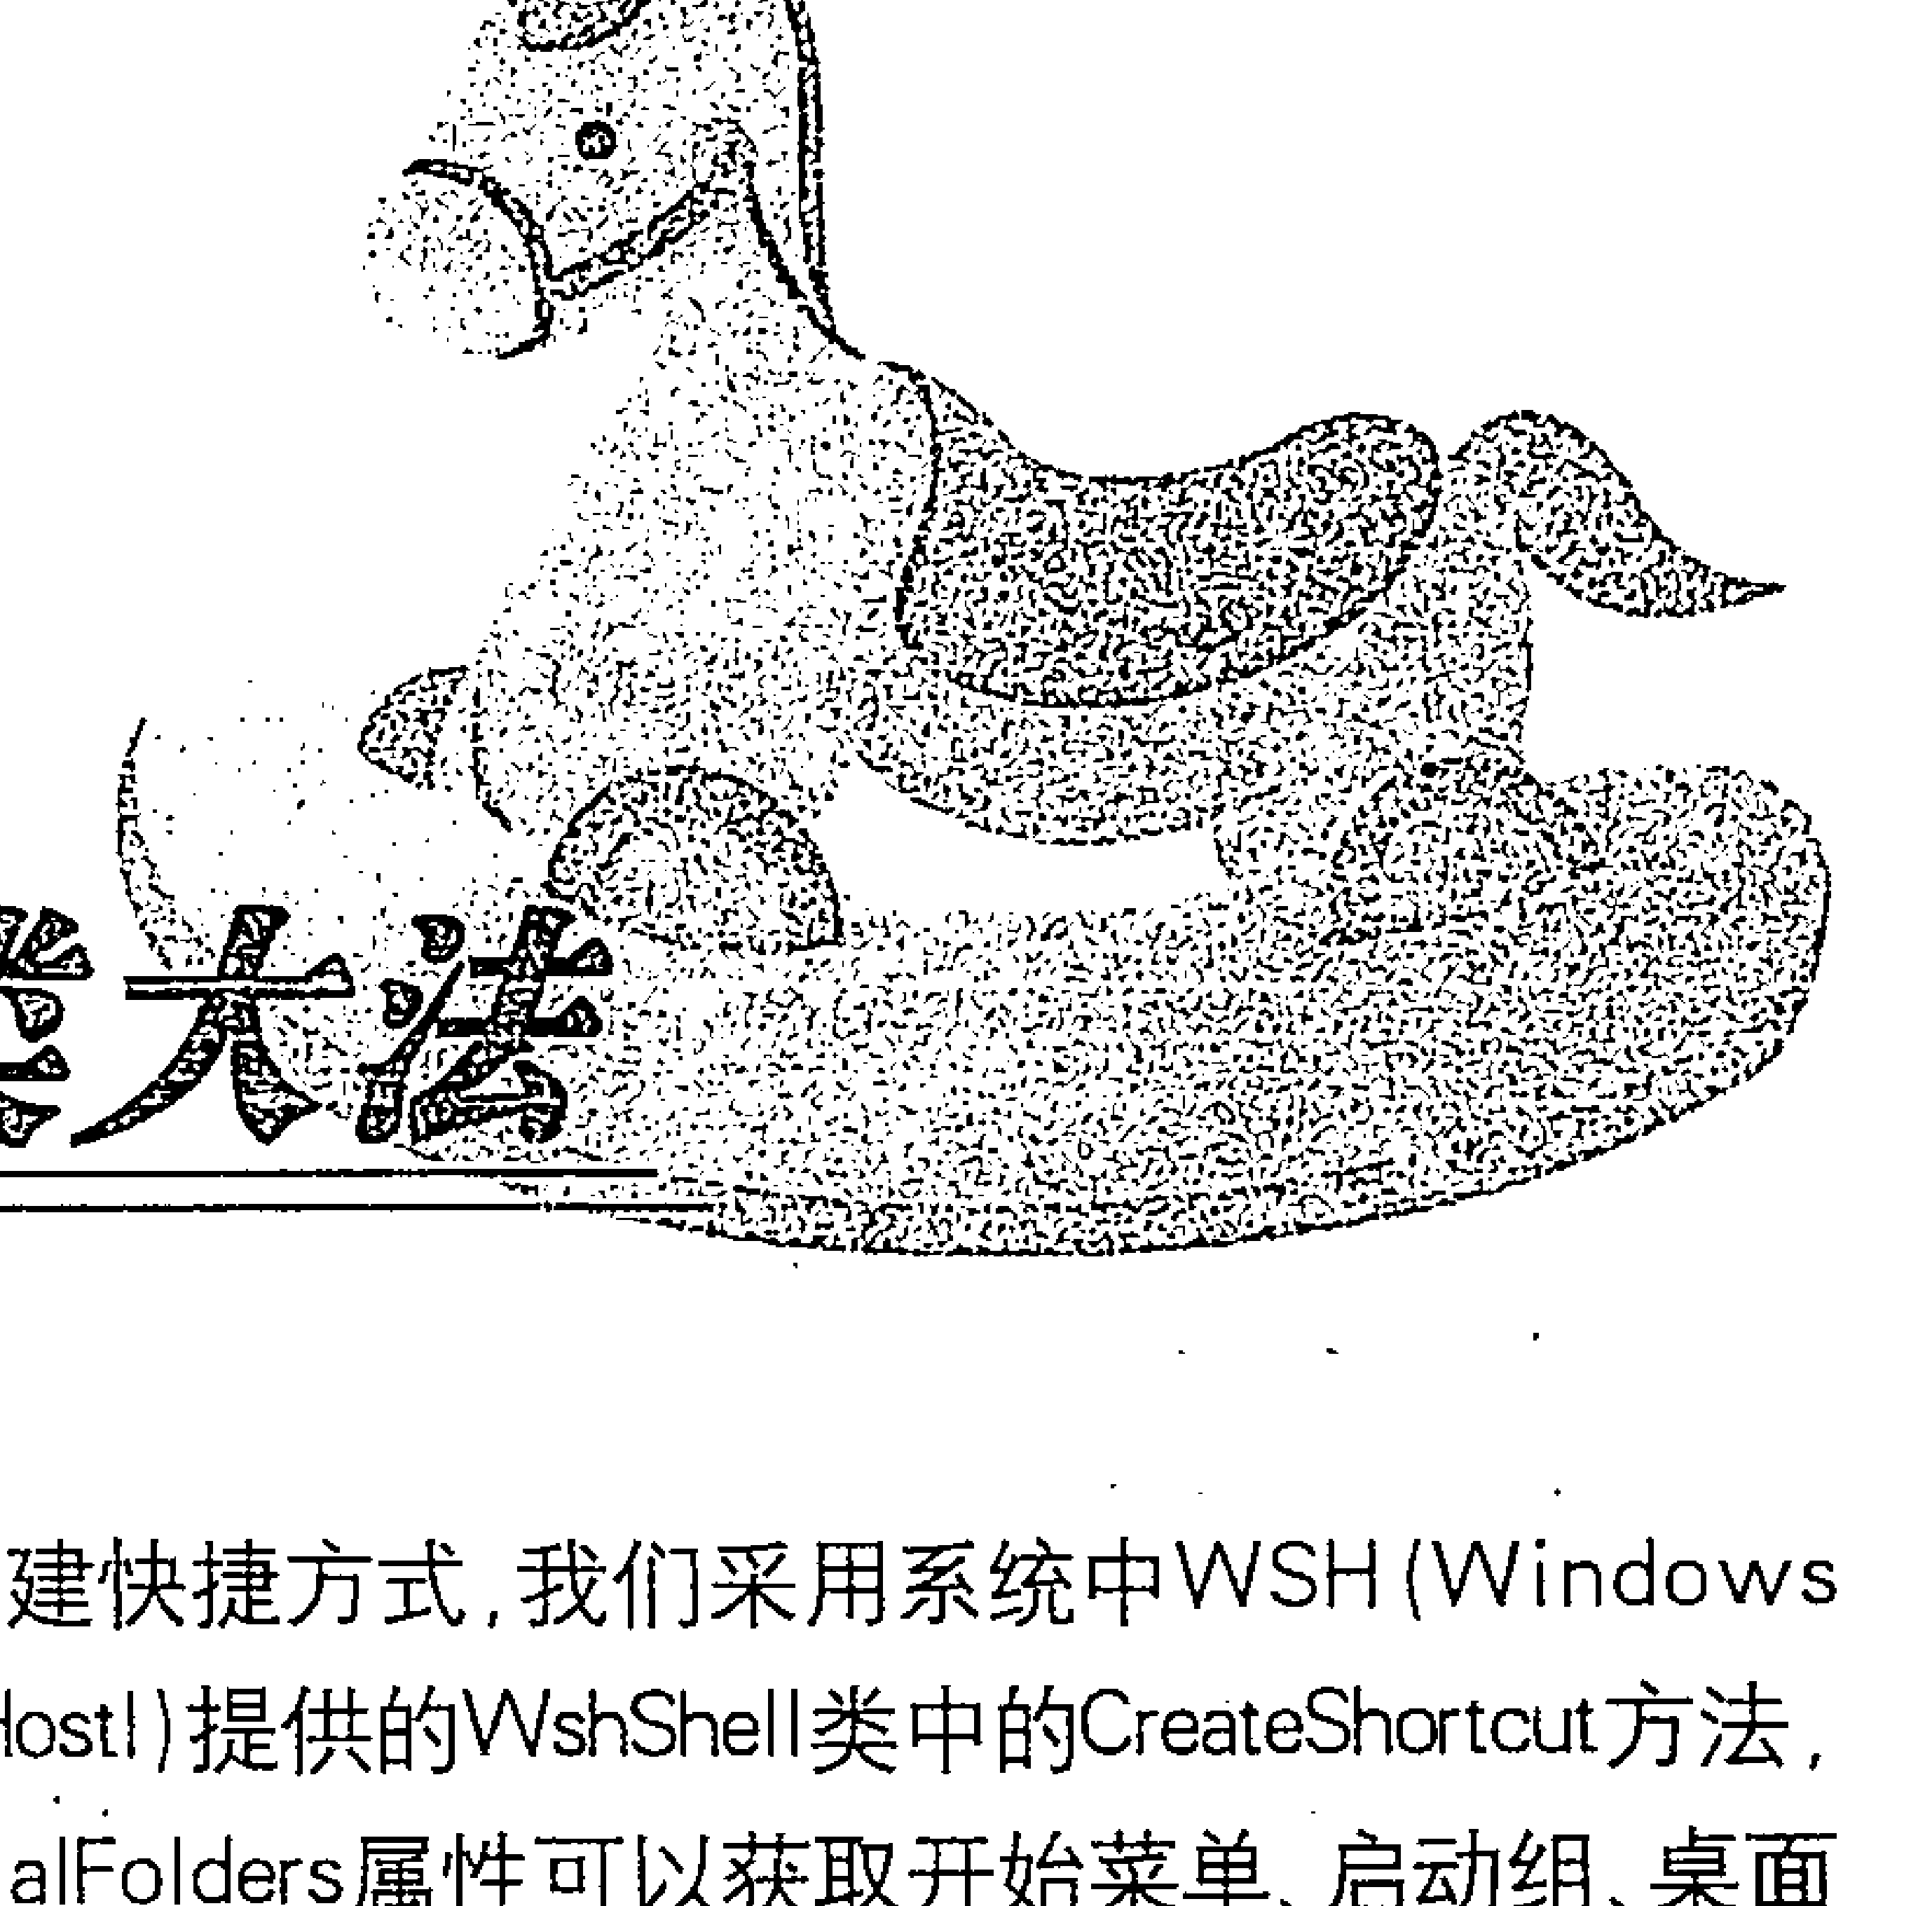 大法
建快捷方式,我们采用系统中WSH(Windows
Hostl)提供的WshShell类中的CreateShortcut方法,
alFolders属性可以获取开始菜单、启动组、桌面